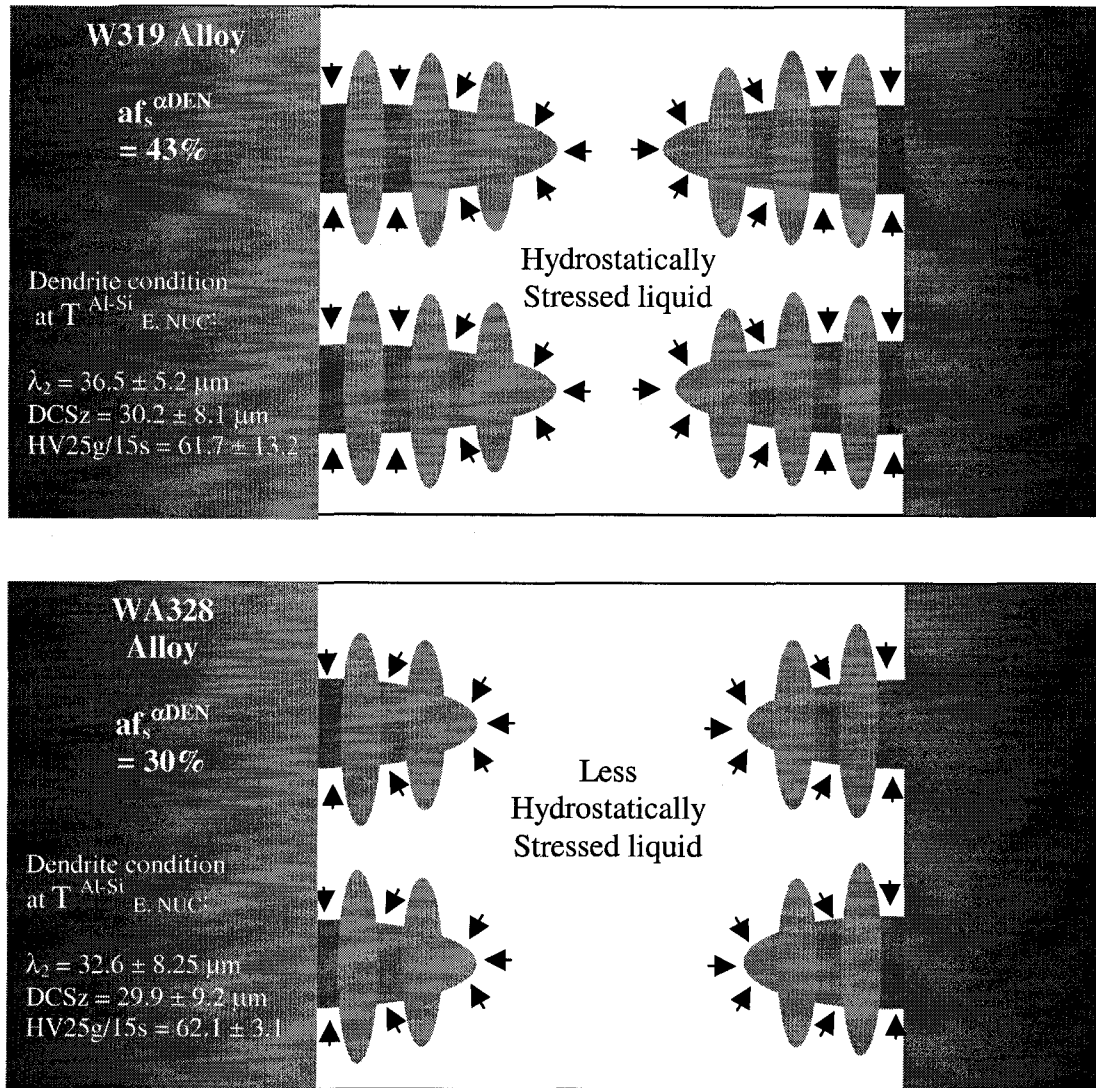 W319 Alloy
af_s^αDEN
= 43%
Dendrite condition
at T^Al-Si_E. NUC:
λ₂ = 36.5 ± 5.2 μm
DCSz = 30.2 ± 8.1 μm
HV25g/15s = 61.7 ± 13.2
Hydrostatically
Stressed liquid
WA328
Alloy
af_s^αDEN
= 30%
Dendrite condition
at T^Al-Si_E. NUC:
λ₂ = 32.6 ± 8.25 μm
DCSz = 29.9 ± 9.2 μm
HV25g/15s = 62.1 ± 3.1
Less
Hydrostatically
Stressed liquid